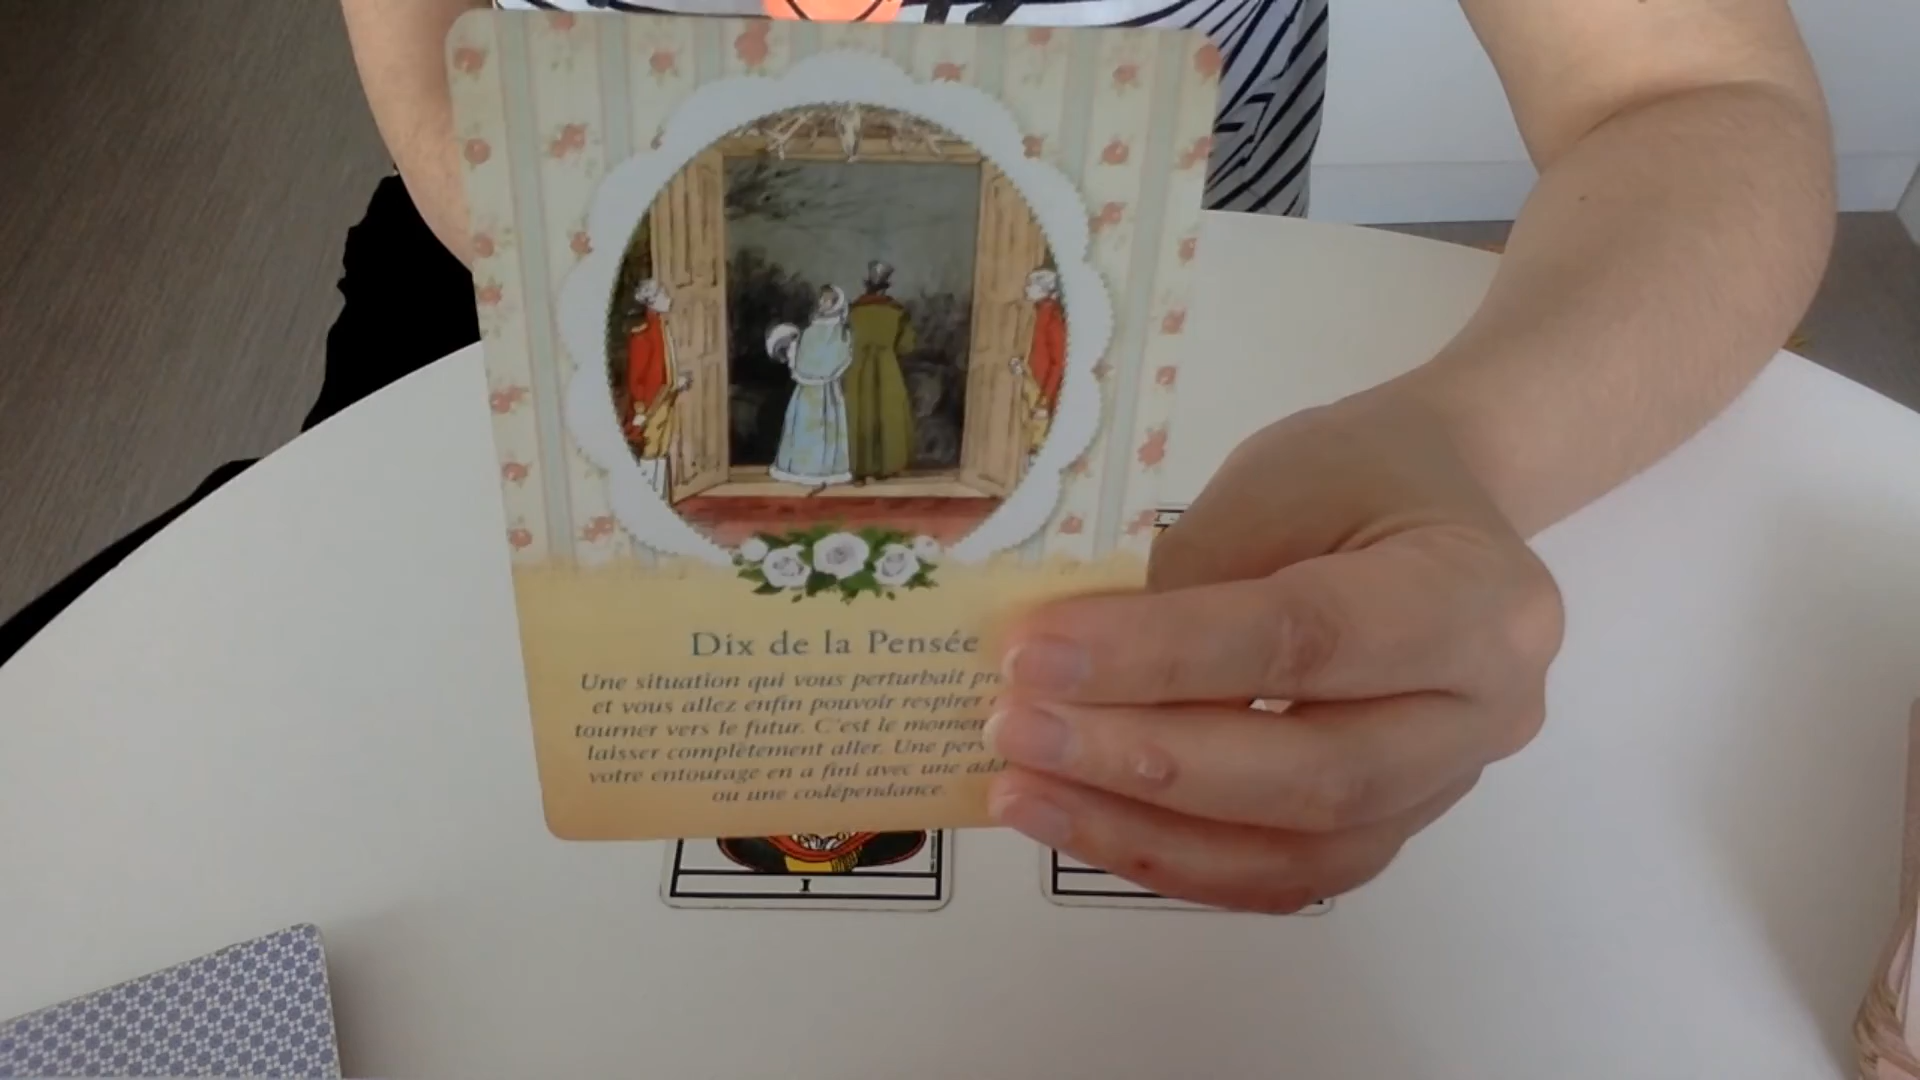 Dix de la Pensée
Une situation qui vous perturbait
et vous allez enfin pouvoir respirer
tourner vers le futur. C'est le
laisser complètement aller. Une
votre entourage en a fini avec une
ou une codépendance.
I